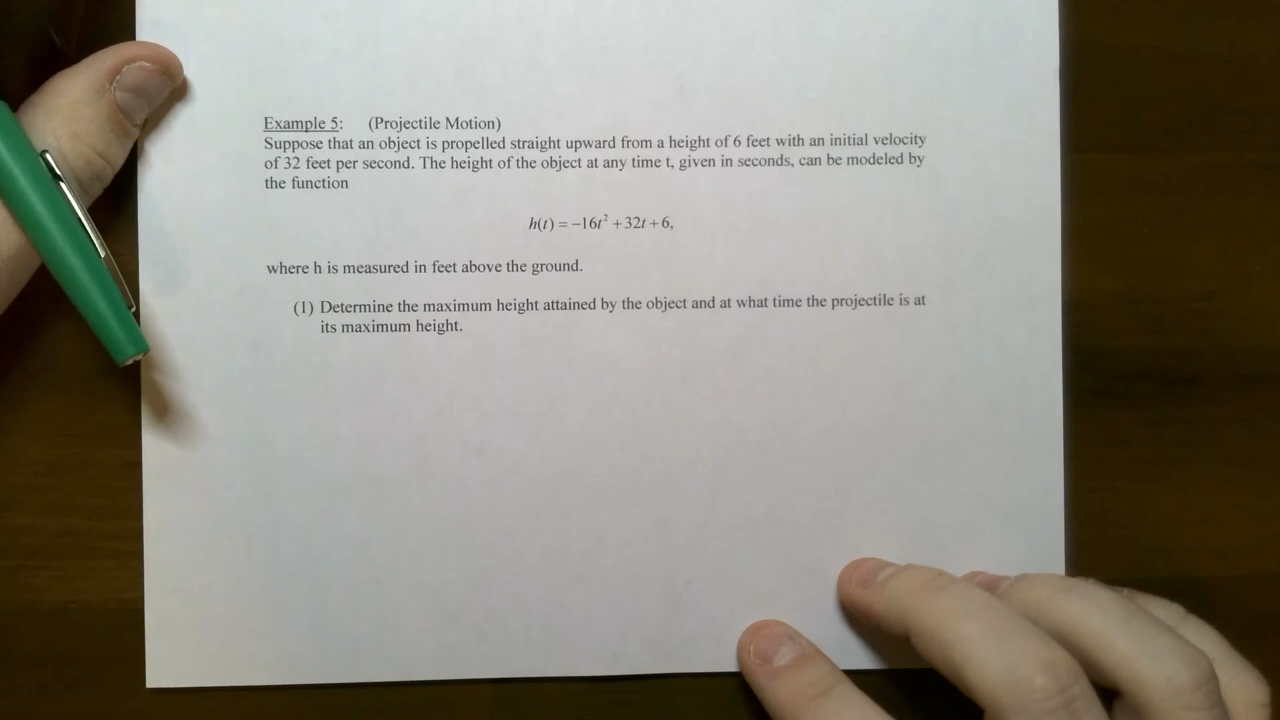 Example 5: (Projectile Motion)
Suppose that an object is propelled straight upward from a height of 6 feet with an initial velocity
of 32 feet per second. The height of the object at any time t, given in seconds, can be modeled by
the function
h(t) = −16t² + 32t + 6,
where h is measured in feet above the ground.
(1) Determine the maximum height attained by the object and at what time the projectile is at
its maximum height.